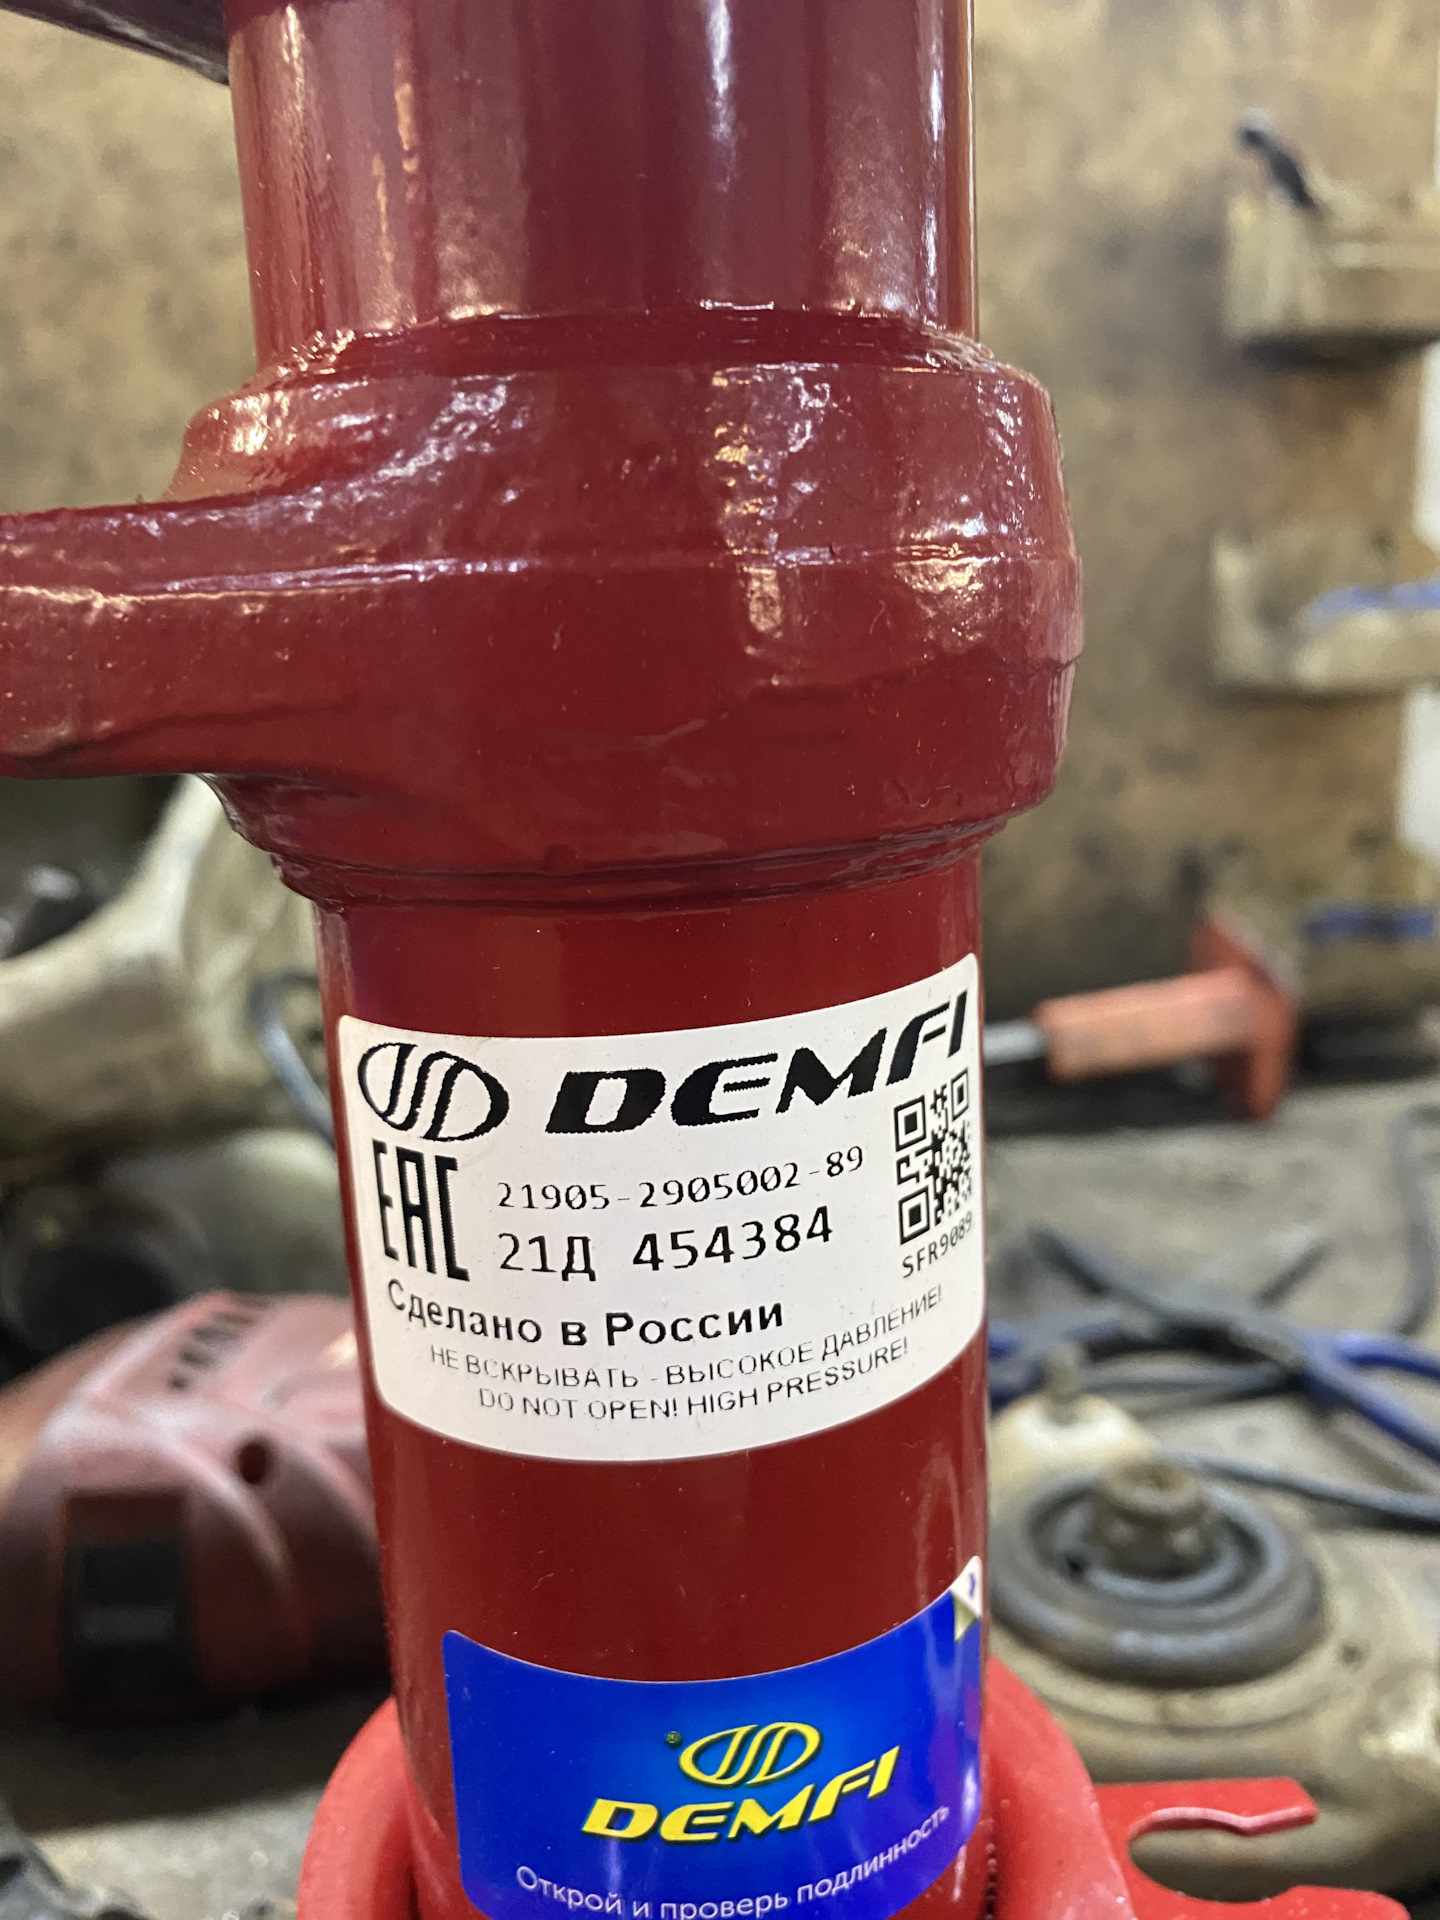 DEMFI
EAC
21905-2905002-89
21Д 454384
SFR9089
Сделано в России
НЕ ВСКРЫВАТЬ - ВЫСОКОЕ ДАВЛЕНИЕ!
DO NOT OPEN! HIGH PRESSURE!
®
DEMFI
Открой и проверь подлинность